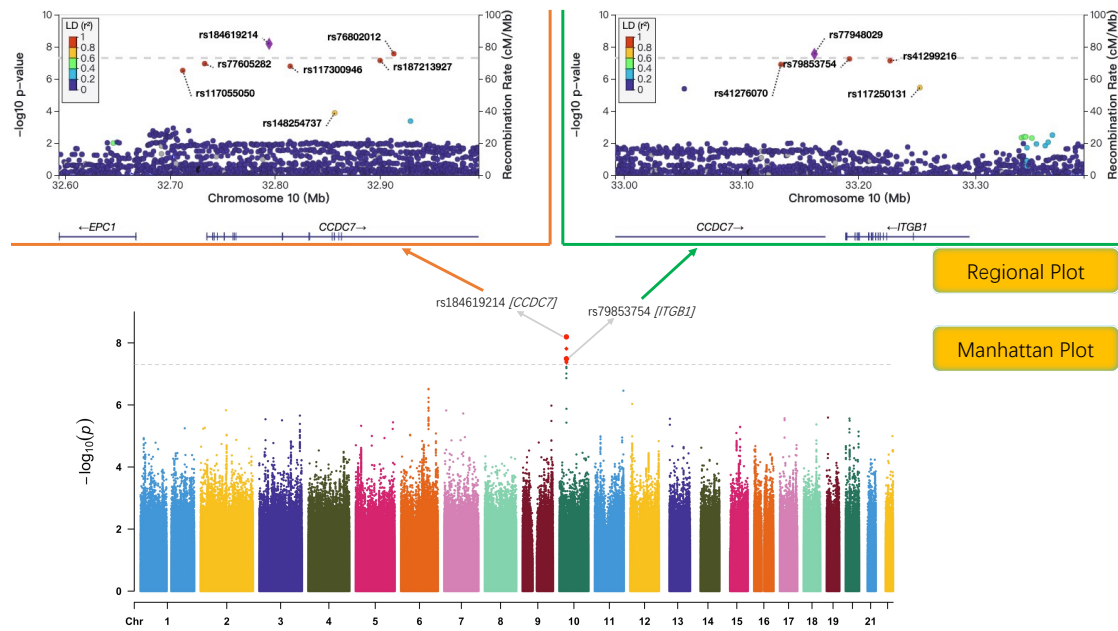 LD (r²)
1
0.8
0.6
0.4
0.2
0
10
8
6
4
2
0
−log10 p-value
100
80
60
40
20
0
Recombination Rate (cM/Mb)
rs184619214
rs76802012
rs77605282
rs117300946
rs187213927
rs117055050
rs148254737
32.60
32.70
32.80
32.90
Chromosome 10 (Mb)
←EPC1
CCDC7→
LD (r²)
1
0.8
0.6
0.4
0.2
0
10
8
6
4
2
0
−log10 p-value
100
80
60
40
20
0
Recombination Rate (cM/Mb)
rs77948029
rs79853754
rs41299216
rs41276070
rs117250131
33.00
33.10
33.20
33.30
Chromosome 10 (Mb)
CCDC7→
←ITGB1
Regional Plot
rs184619214 [CCDC7]
rs79853754 [ITGB1]
Manhattan Plot
8
6
4
2
0
−log10(p)
Chr 1 2 3 4 5 6 7 8 9 10 11 12 13 14 15 16 17 18 19 21